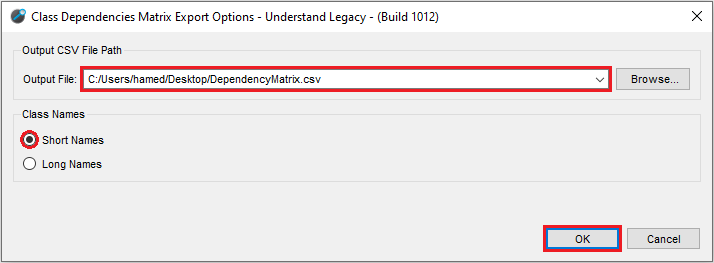 Class Dependencies Matrix Export Options - Understand Legacy - (Build 1012)
Output CSV File Path
Output File: C:/Users/hamed/Desktop/DependencyMatrix.csv Browse...
Class Names
Short Names
Long Names
OK Cancel